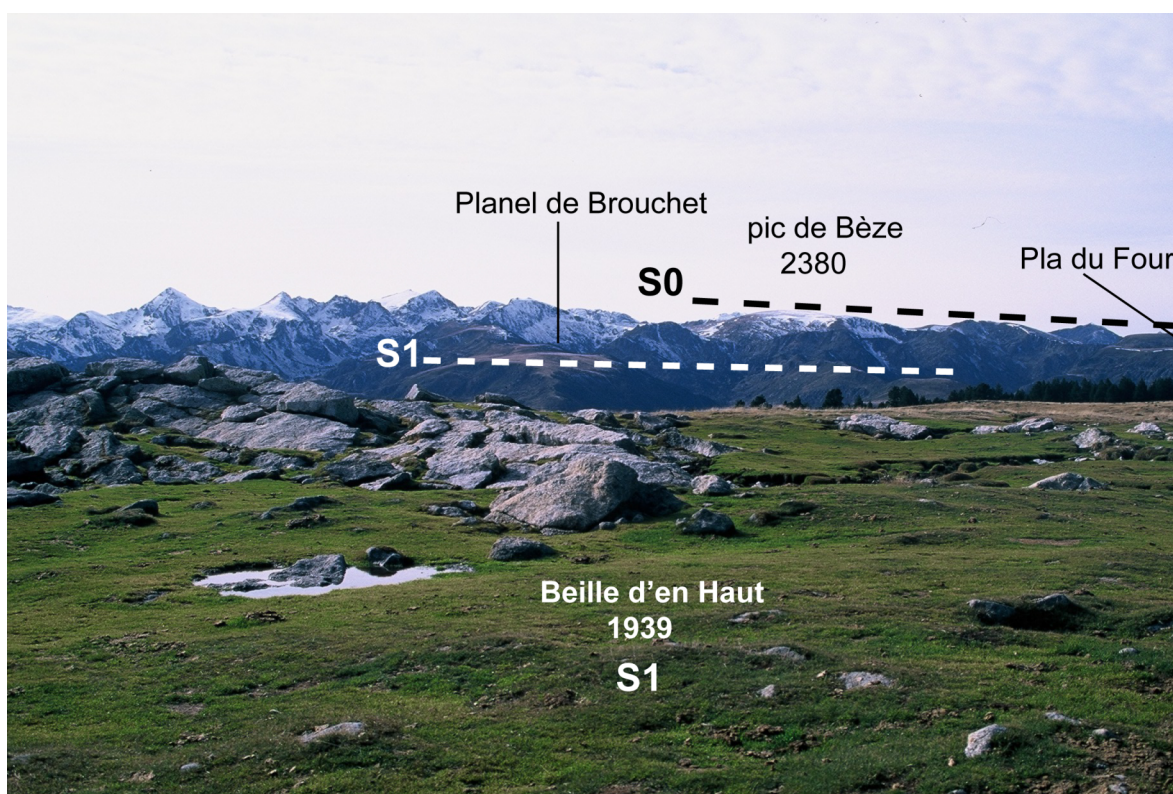 Planel de Brouchet
pic de Bèze
2380
Pla du Four
S0
S1
Beille d'en Haut
1939
S1